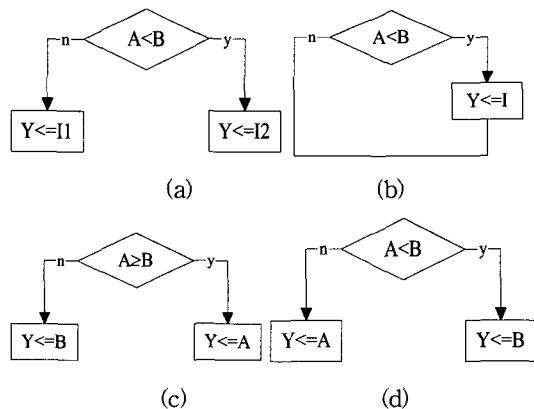 n A<B y
Y<=I1 Y<=I2
(a)
n A<B y
Y<=I
(b)
n A≥B y
Y<=B Y<=A
(c)
n A<B y
Y<=A Y<=B
(d)